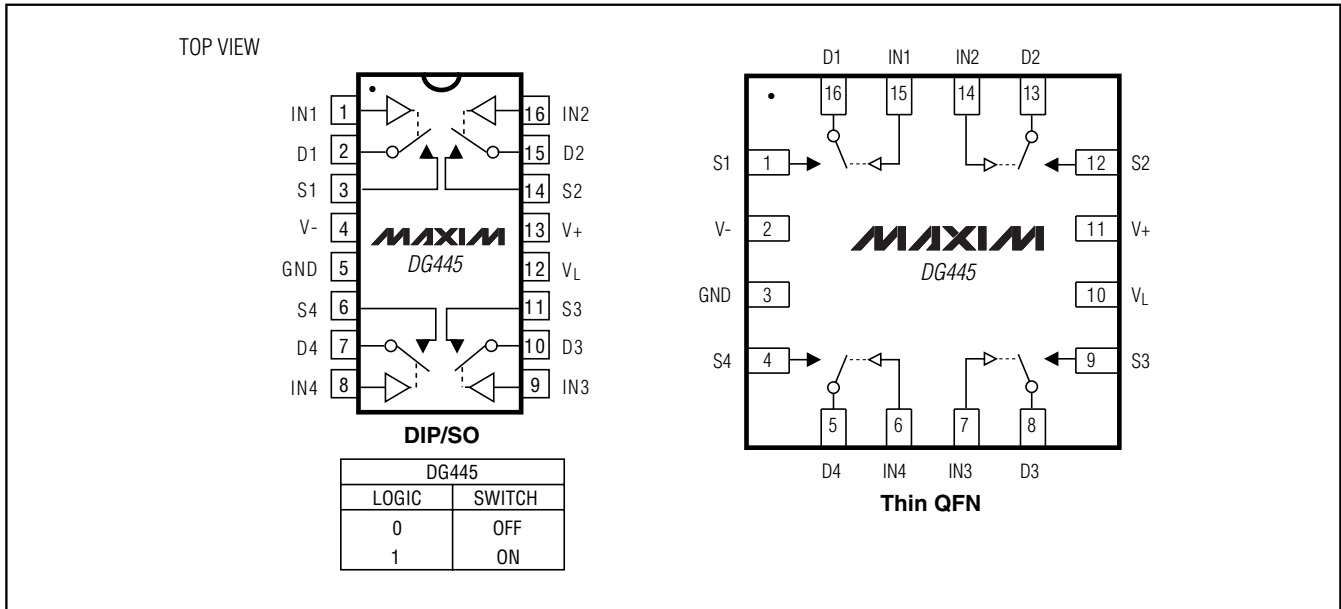 TOP VIEW
IN1 1 16 IN2
D1 2 15 D2
S1 3 14 S2
V- 4 13 V+
GND 5 12 VL
S4 6 11 S3
D4 7 10 D3
IN4 8 9 IN3
MAXIM
DG445
DIP/SO
DG445
LOGIC SWITCH
0 OFF
1 ON
D1 IN1 IN2 D2
16 15 14 13
S1 1 12 S2
V- 2 11 V+
GND 3 10 VL
S4 4 9 S3
MAXIM
DG445
5 6 7 8
D4 IN4 IN3 D3
Thin QFN